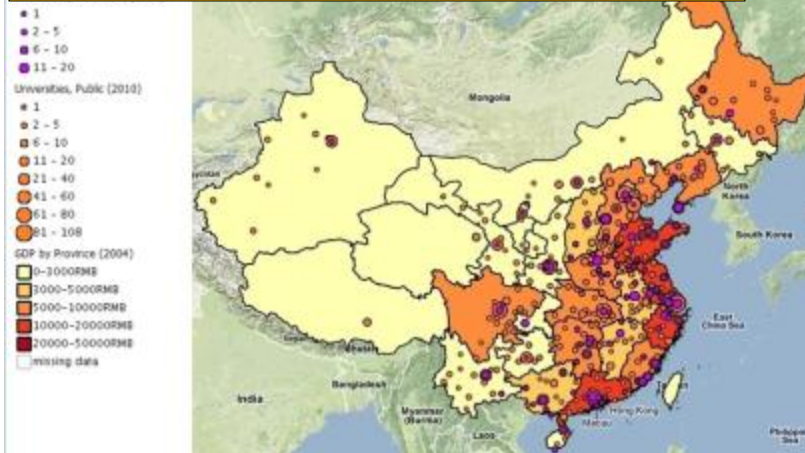 1
2 - 5
6 - 10
11 - 20
Universities, Public (2010)
1
2 - 5
6 - 10
11 - 20
21 - 40
41 - 60
61 - 80
81 - 108
GDP by Province (2004)
0-3000RMB
3000-5000RMB
5000-10000RMB
10000-20000RMB
20000-50000RMB
missing data
Mongolia
North
Korea
South Korea
East
China Sea
Bhutan
India
Bangladesh
Myanmar
(Burma)
Laos
Hong Kong
Macau
Philippi
Sea